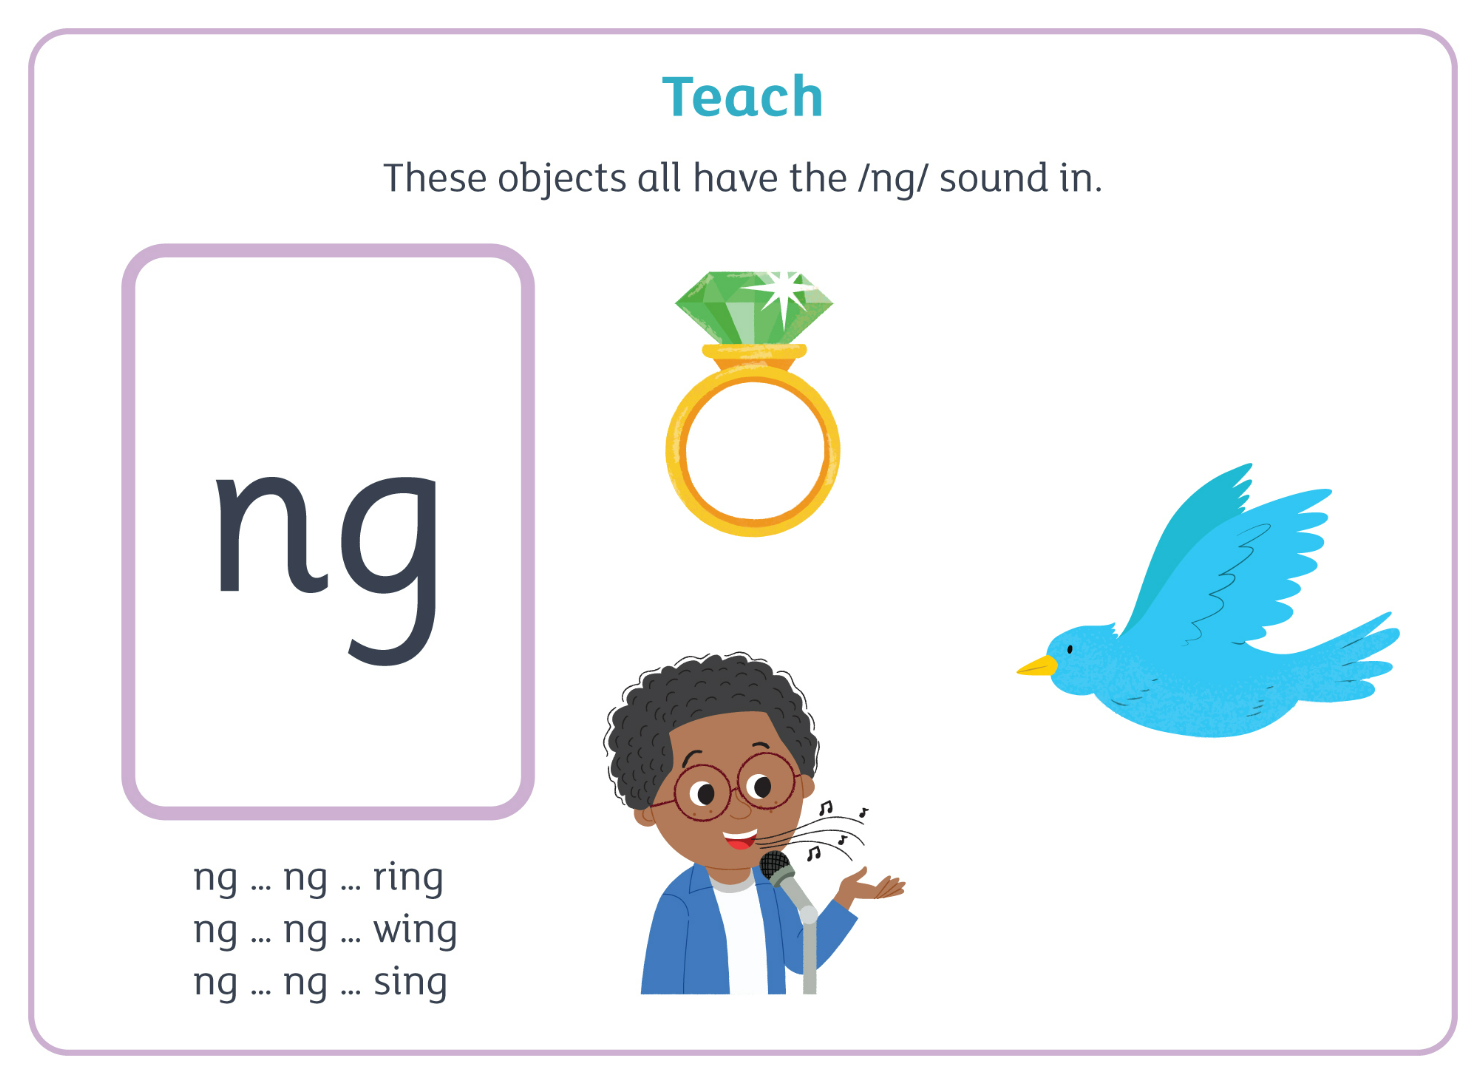 Teach
These objects all have the /ng/ sound in.
ng
ng ... ng ... ring
ng ... ng ... wing
ng ... ng ... sing